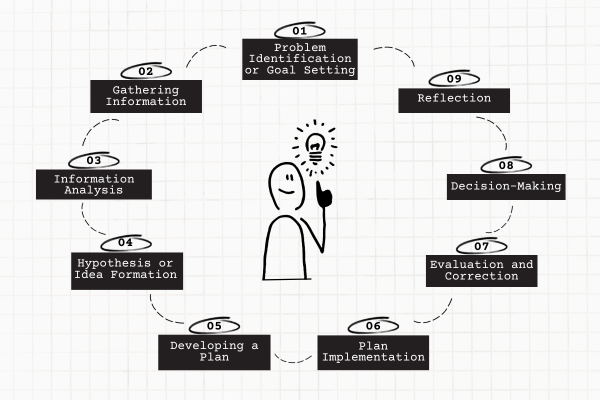 01
Problem
Identification
or Goal Setting
02
Gathering
Information
03
Information
Analysis
04
Hypothesis or
Idea Formation
05
Developing a
Plan
06
Plan
Implementation
07
Evaluation and
Correction
08
Decision-Making
09
Reflection